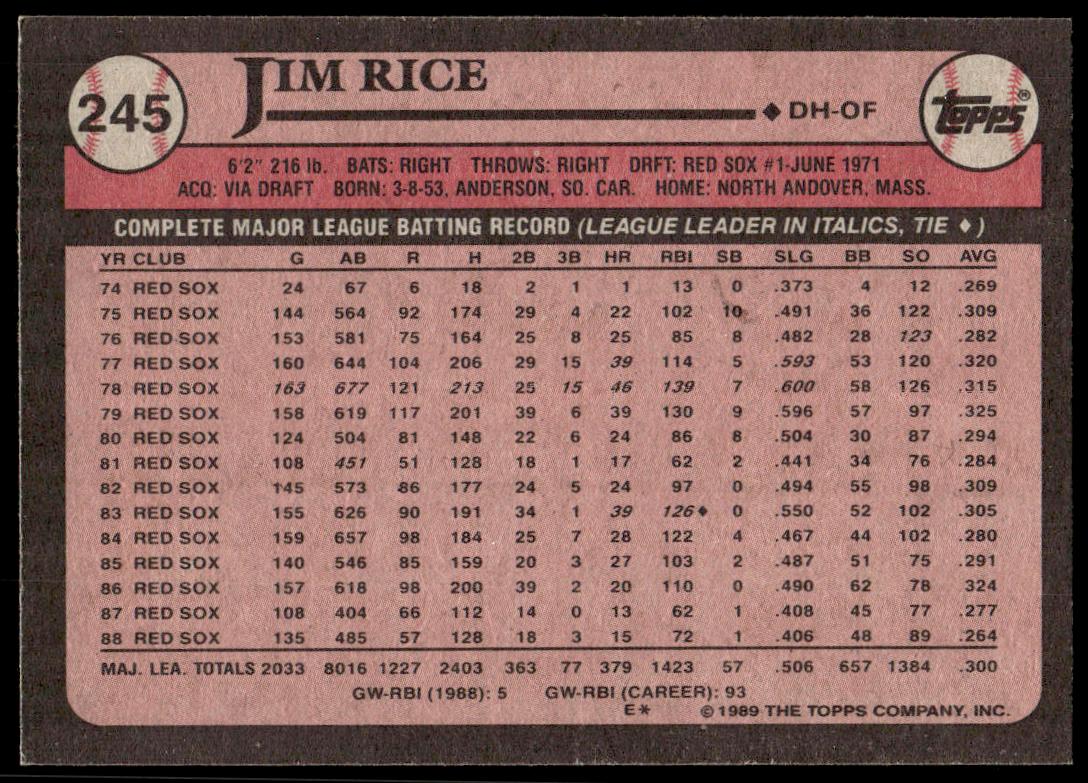 245
JIM RICE
DH-OF
topps®
6'2" 216 lb. BATS: RIGHT THROWS: RIGHT DRFT: RED SOX #1-JUNE 1971
ACQ: VIA DRAFT BORN: 3-8-53, ANDERSON, SO. CAR. HOME: NORTH ANDOVER, MASS.
COMPLETE MAJOR LEAGUE BATTING RECORD (LEAGUE LEADER IN ITALICS, TIE ♦)
YR CLUB G AB R H 2B 3B HR RBI SB SLG BB SO AVG
74 RED SOX 24 67 6 18 2 1 1 13 0 .373 4 12 .269
75 RED SOX 144 564 92 174 29 4 22 102 10 .491 36 122 .309
76 RED SOX 153 581 75 164 25 8 25 85 8 .482 28 123 .282
77 RED SOX 160 644 104 206 29 15 39 114 5 .593 53 120 .320
78 RED SOX 163 677 121 213 25 15 46 139 7 .600 58 126 .315
79 RED SOX 158 619 117 201 39 6 39 130 9 .596 57 97 .325
80 RED SOX 124 504 81 148 22 6 24 86 8 .504 30 87 .294
81 RED SOX 108 451 51 128 18 1 17 62 2 .441 34 76 .284
82 RED SOX 145 573 86 177 24 5 24 97 0 .494 55 98 .309
83 RED SOX 155 626 90 191 34 1 39 126♦ 0 .550 52 102 .305
84 RED SOX 159 657 98 184 25 7 28 122 4 .467 44 102 .280
85 RED SOX 140 546 85 159 20 3 27 103 2 .487 51 75 .291
86 RED SOX 157 618 98 200 39 2 20 110 0 .490 62 78 .324
87 RED SOX 108 404 66 112 14 0 13 62 1 .408 45 77 .277
88 RED SOX 135 485 57 128 18 3 15 72 1 .406 48 89 .264
MAJ. LEA. TOTALS 2033 8016 1227 2403 363 77 379 1423 57 .506 657 1384 .300
GW-RBI (1988): 5 GW-RBI (CAREER): 93
E* © 1989 THE TOPPS COMPANY, INC.